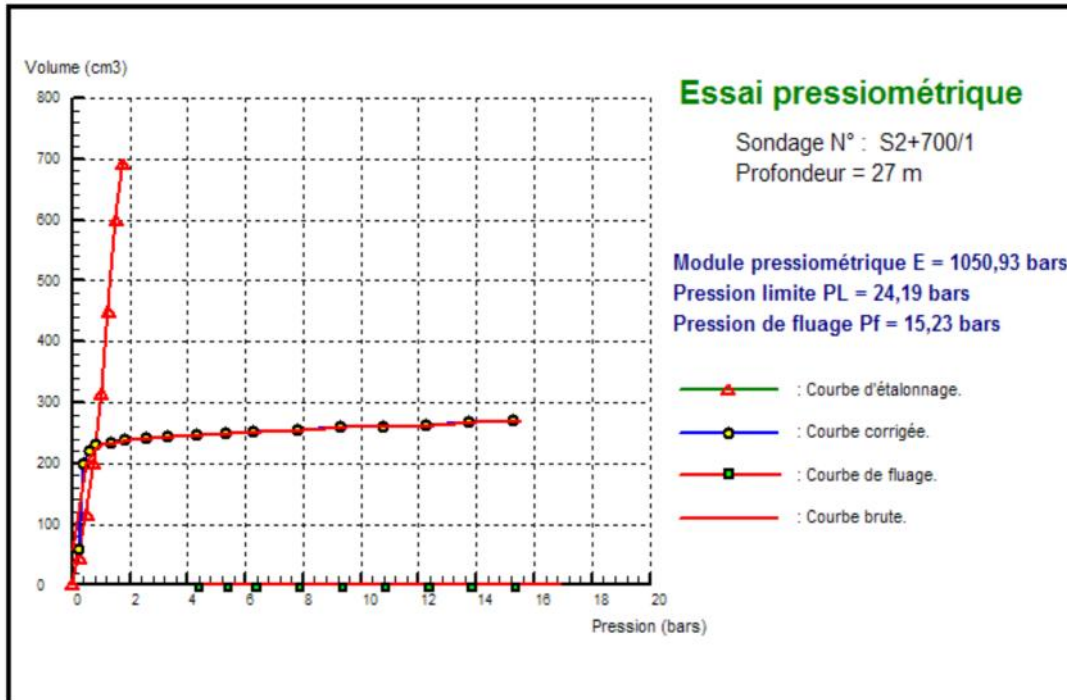 Volume (cm3)
800
700
600
500
400
300
200
100
0
0 2 4 6 8 10 12 14 16 18 20
Pression (bars)
Essai pressiométrique
Sondage N° : S2+700/1
Profondeur = 27 m
Module pressiométrique E = 1050,93 bars
Pression limite PL = 24,19 bars
Pression de fluage Pf = 15,23 bars
: Courbe d'étalonnage.
: Courbe corrigée.
: Courbe de fluage.
: Courbe brute.